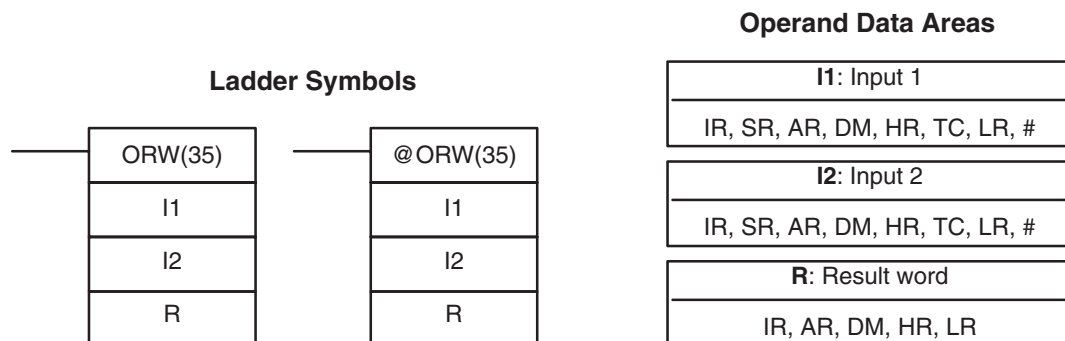 Ladder Symbols
ORW(35)
I1
I2
R
@ORW(35)
I1
I2
R
Operand Data Areas
I1: Input 1
IR, SR, AR, DM, HR, TC, LR, #
I2: Input 2
IR, SR, AR, DM, HR, TC, LR, #
R: Result word
IR, AR, DM, HR, LR